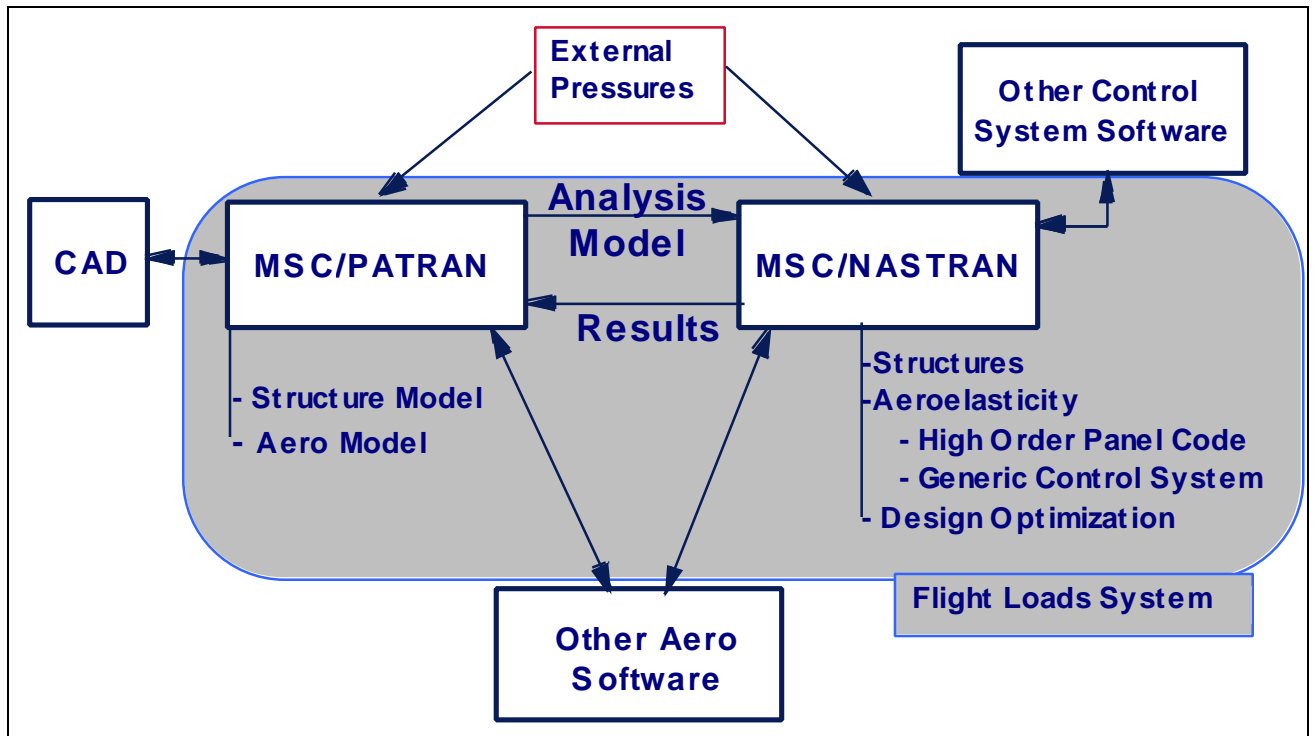 External
Pressures
Other Control
System Software
Analysis
Model
CAD
MSC/PATRAN
MSC/NASTRAN
Results
- Structure Model
- Aero Model
-Structures
-Aeroelasticity
- High Order Panel Code
- Generic Control System
- Design Optimization
Flight Loads System
Other Aero
Software